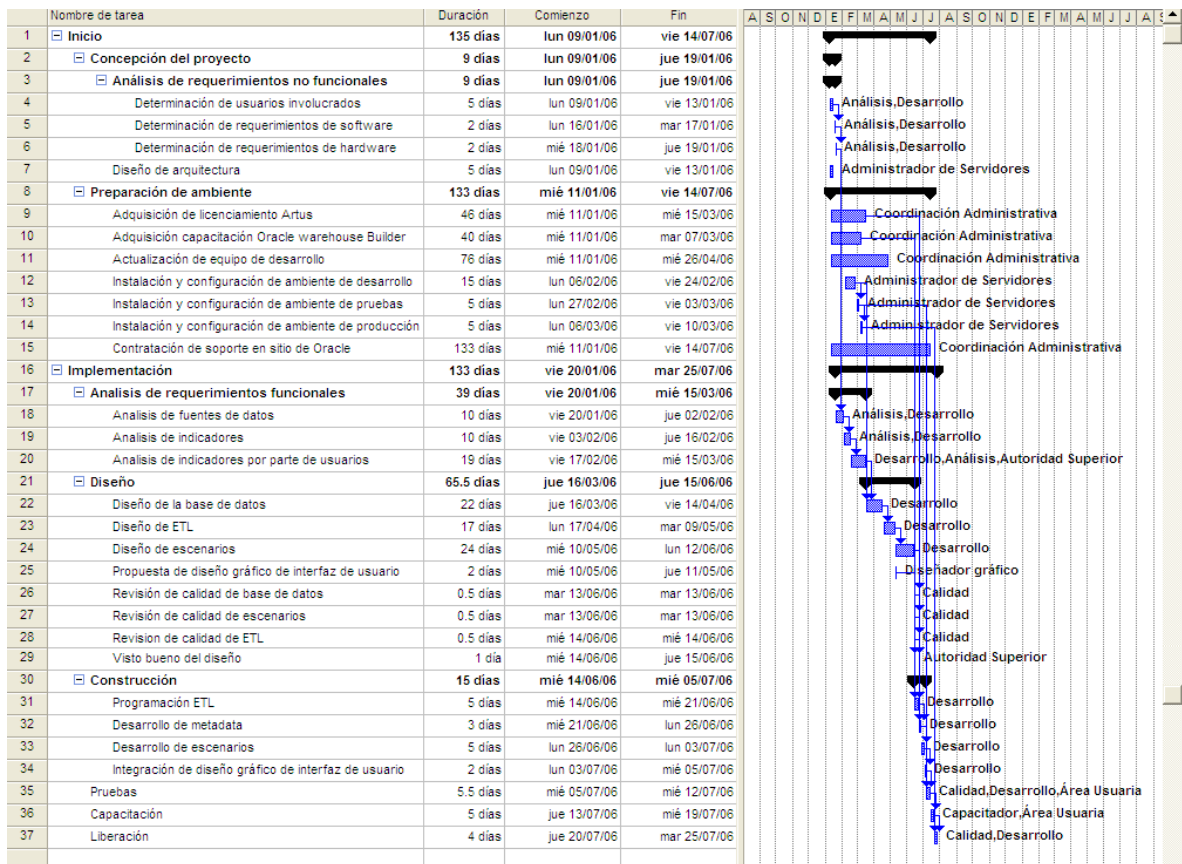 Nombre de tarea Duración Comienzo Fin A S O N D E F M A M J J A S O N D E F M A M J J A S
1 Inicio 135 días lun 09/01/06 vie 14/07/06
2 Concepción del proyecto 9 días lun 09/01/06 jue 19/01/06
3 Análisis de requerimientos no funcionales 9 días lun 09/01/06 jue 19/01/06
4 Determinación de usuarios involucrados 5 días lun 09/01/06 vie 13/01/06 Análisis,Desarrollo
5 Determinación de requerimientos de software 2 días lun 16/01/06 mar 17/01/06 Análisis,Desarrollo
6 Determinación de requerimientos de hardware 2 días mié 18/01/06 jue 19/01/06 Análisis,Desarrollo
7 Diseño de arquitectura 5 días lun 09/01/06 vie 13/01/06 Administrador de Servidores
8 Preparación de ambiente 133 días mié 11/01/06 vie 14/07/06
9 Adquisición de licenciamiento Artus 46 días mié 11/01/06 mié 15/03/06 Coordinación Administrativa
10 Adquisición capacitación Oracle warehouse Builder 40 días mié 11/01/06 mar 07/03/06 Coordinación Administrativa
11 Actualización de equipo de desarrollo 76 días mié 11/01/06 mié 26/04/06 Coordinación Administrativa
12 Instalación y configuración de ambiente de desarrollo 15 días lun 06/02/06 vie 24/02/06 Administrador de Servidores
13 Instalación y configuración de ambiente de pruebas 5 días lun 27/02/06 vie 03/03/06 Administrador de Servidores
14 Instalación y configuración de ambiente de producción 5 días lun 06/03/06 vie 10/03/06 Administrador de Servidores
15 Contratación de soporte en sitio de Oracle 133 días mié 11/01/06 vie 14/07/06 Coordinación Administrativa
16 Implementación 133 días vie 20/01/06 mar 25/07/06
17 Analisis de requerimientos funcionales 39 días vie 20/01/06 mié 15/03/06
18 Analisis de fuentes de datos 10 días vie 20/01/06 jue 02/02/06 Análisis,Desarrollo
19 Analisis de indicadores 10 días vie 03/02/06 jue 16/02/06 Análisis,Desarrollo
20 Analisis de indicadores por parte de usuarios 19 días vie 17/02/06 mié 15/03/06 Desarrollo,Análisis,Autoridad Superior
21 Diseño 65.5 días jue 16/03/06 jue 15/06/06
22 Diseño de la base de datos 22 días jue 16/03/06 vie 14/04/06 Desarrollo
23 Diseño de ETL 17 días lun 17/04/06 mar 09/05/06 Desarrollo
24 Diseño de escenarios 24 días mié 10/05/06 lun 12/06/06 Desarrollo
25 Propuesta de diseño gráfico de interfaz de usuario 2 días mié 10/05/06 jue 11/05/06 Diseñador gráfico
26 Revisión de calidad de base de datos 0.5 días mar 13/06/06 mar 13/06/06 Calidad
27 Revisión de calidad de escenarios 0.5 días mar 13/06/06 mar 13/06/06 Calidad
28 Revision de calidad de ETL 0.5 días mié 14/06/06 mié 14/06/06 Calidad
29 Visto bueno del diseño 1 día mié 14/06/06 jue 15/06/06 Autoridad Superior
30 Construcción 15 días mié 14/06/06 mié 05/07/06
31 Programación ETL 5 días mié 14/06/06 mié 21/06/06 Desarrollo
32 Desarrollo de metadata 3 días mié 21/06/06 lun 26/06/06 Desarrollo
33 Desarrollo de escenarios 5 días lun 26/06/06 lun 03/07/06 Desarrollo
34 Integración de diseño gráfico de interfaz de usuario 2 días lun 03/07/06 mié 05/07/06 Desarrollo
35 Pruebas 5.5 días mié 05/07/06 mié 12/07/06 Calidad,Desarrollo,Área Usuaria
36 Capacitación 5 días jue 13/07/06 mié 19/07/06 Capacitador,Área Usuaria
37 Liberación 4 días jue 20/07/06 mar 25/07/06 Calidad,Desarrollo